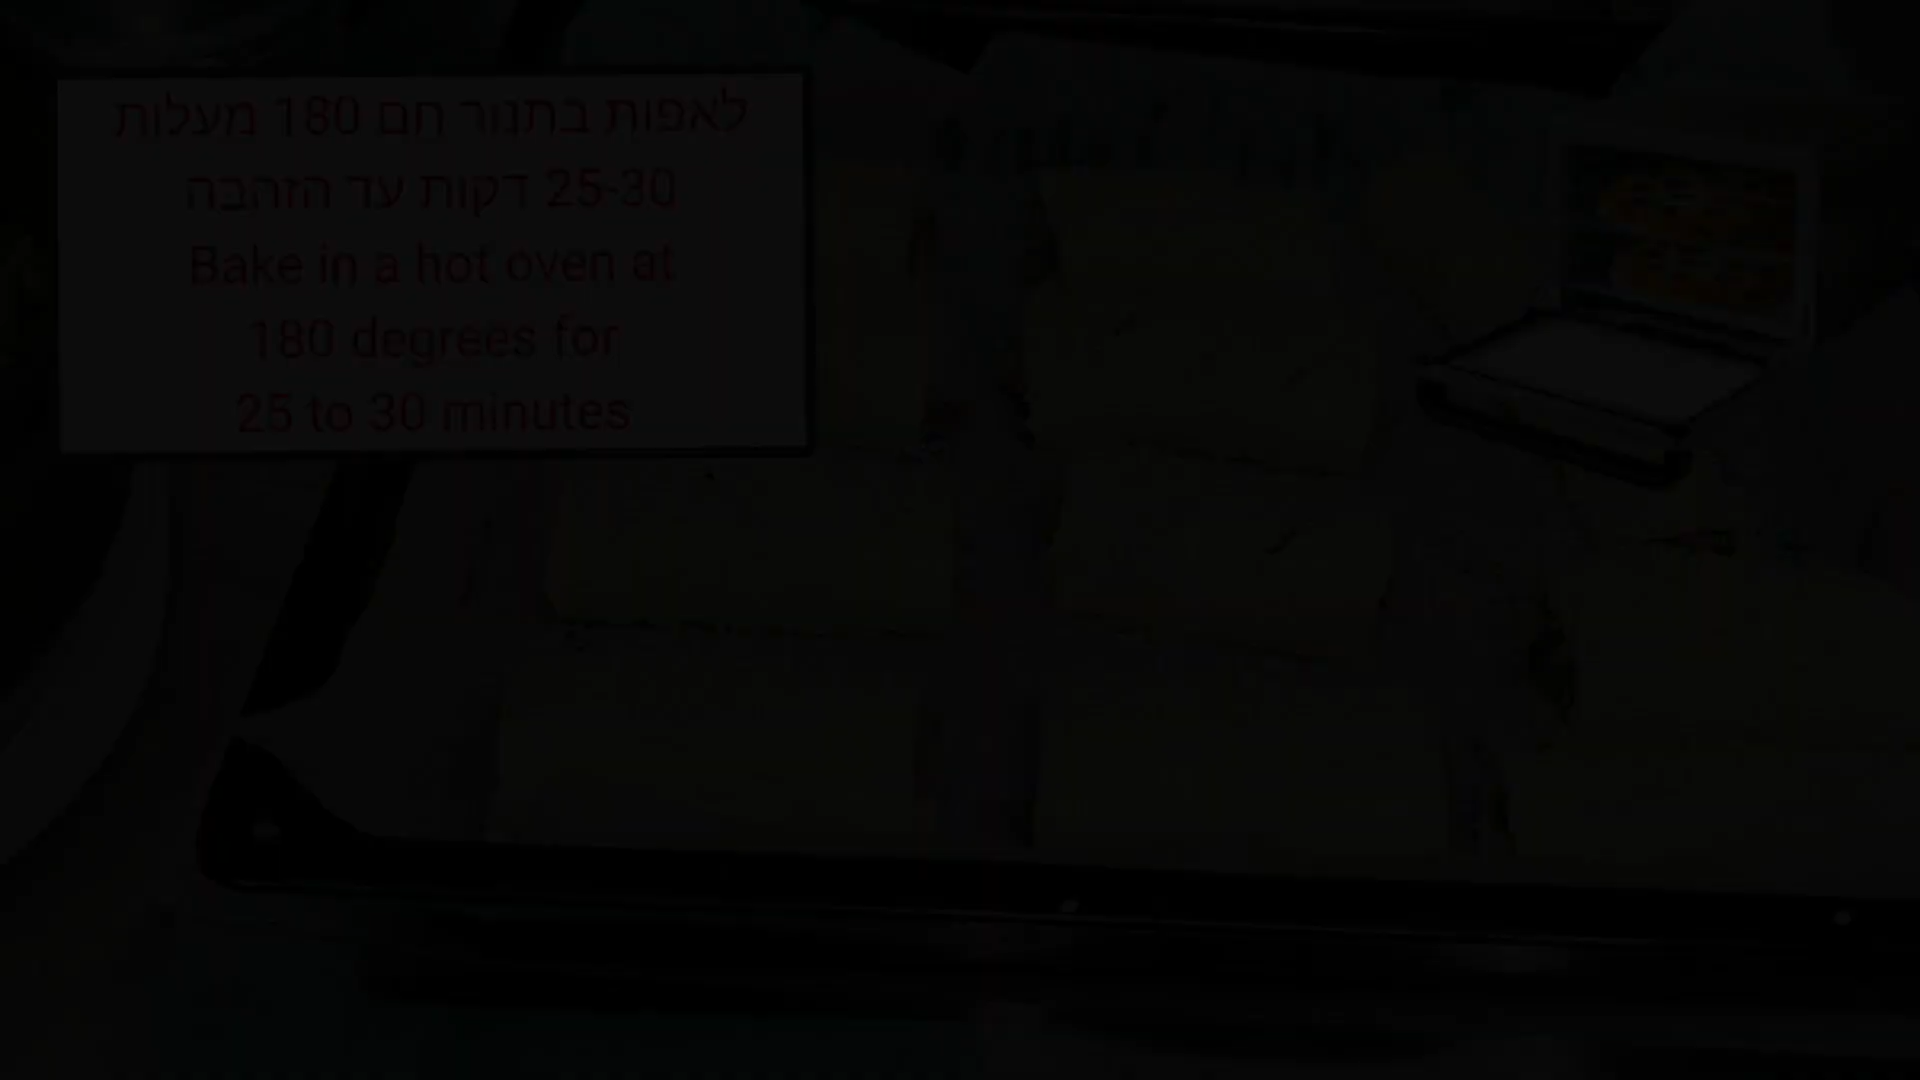 לאפות בתנור חם 180 מעלות
25-30 דקות עד הזהבה
Bake in a hot oven at
180 degrees for
25 to 30 minutes